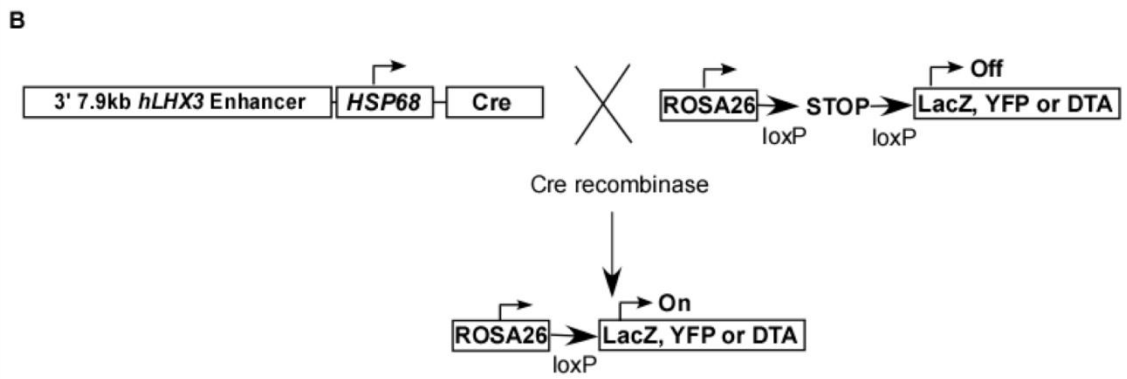 B
3' 7.9kb hLHX3 Enhancer HSP68 Cre
ROSA26 STOP LacZ, YFP or DTA
Off
loxP loxP
Cre recombinase
On
ROSA26 LacZ, YFP or DTA
loxP